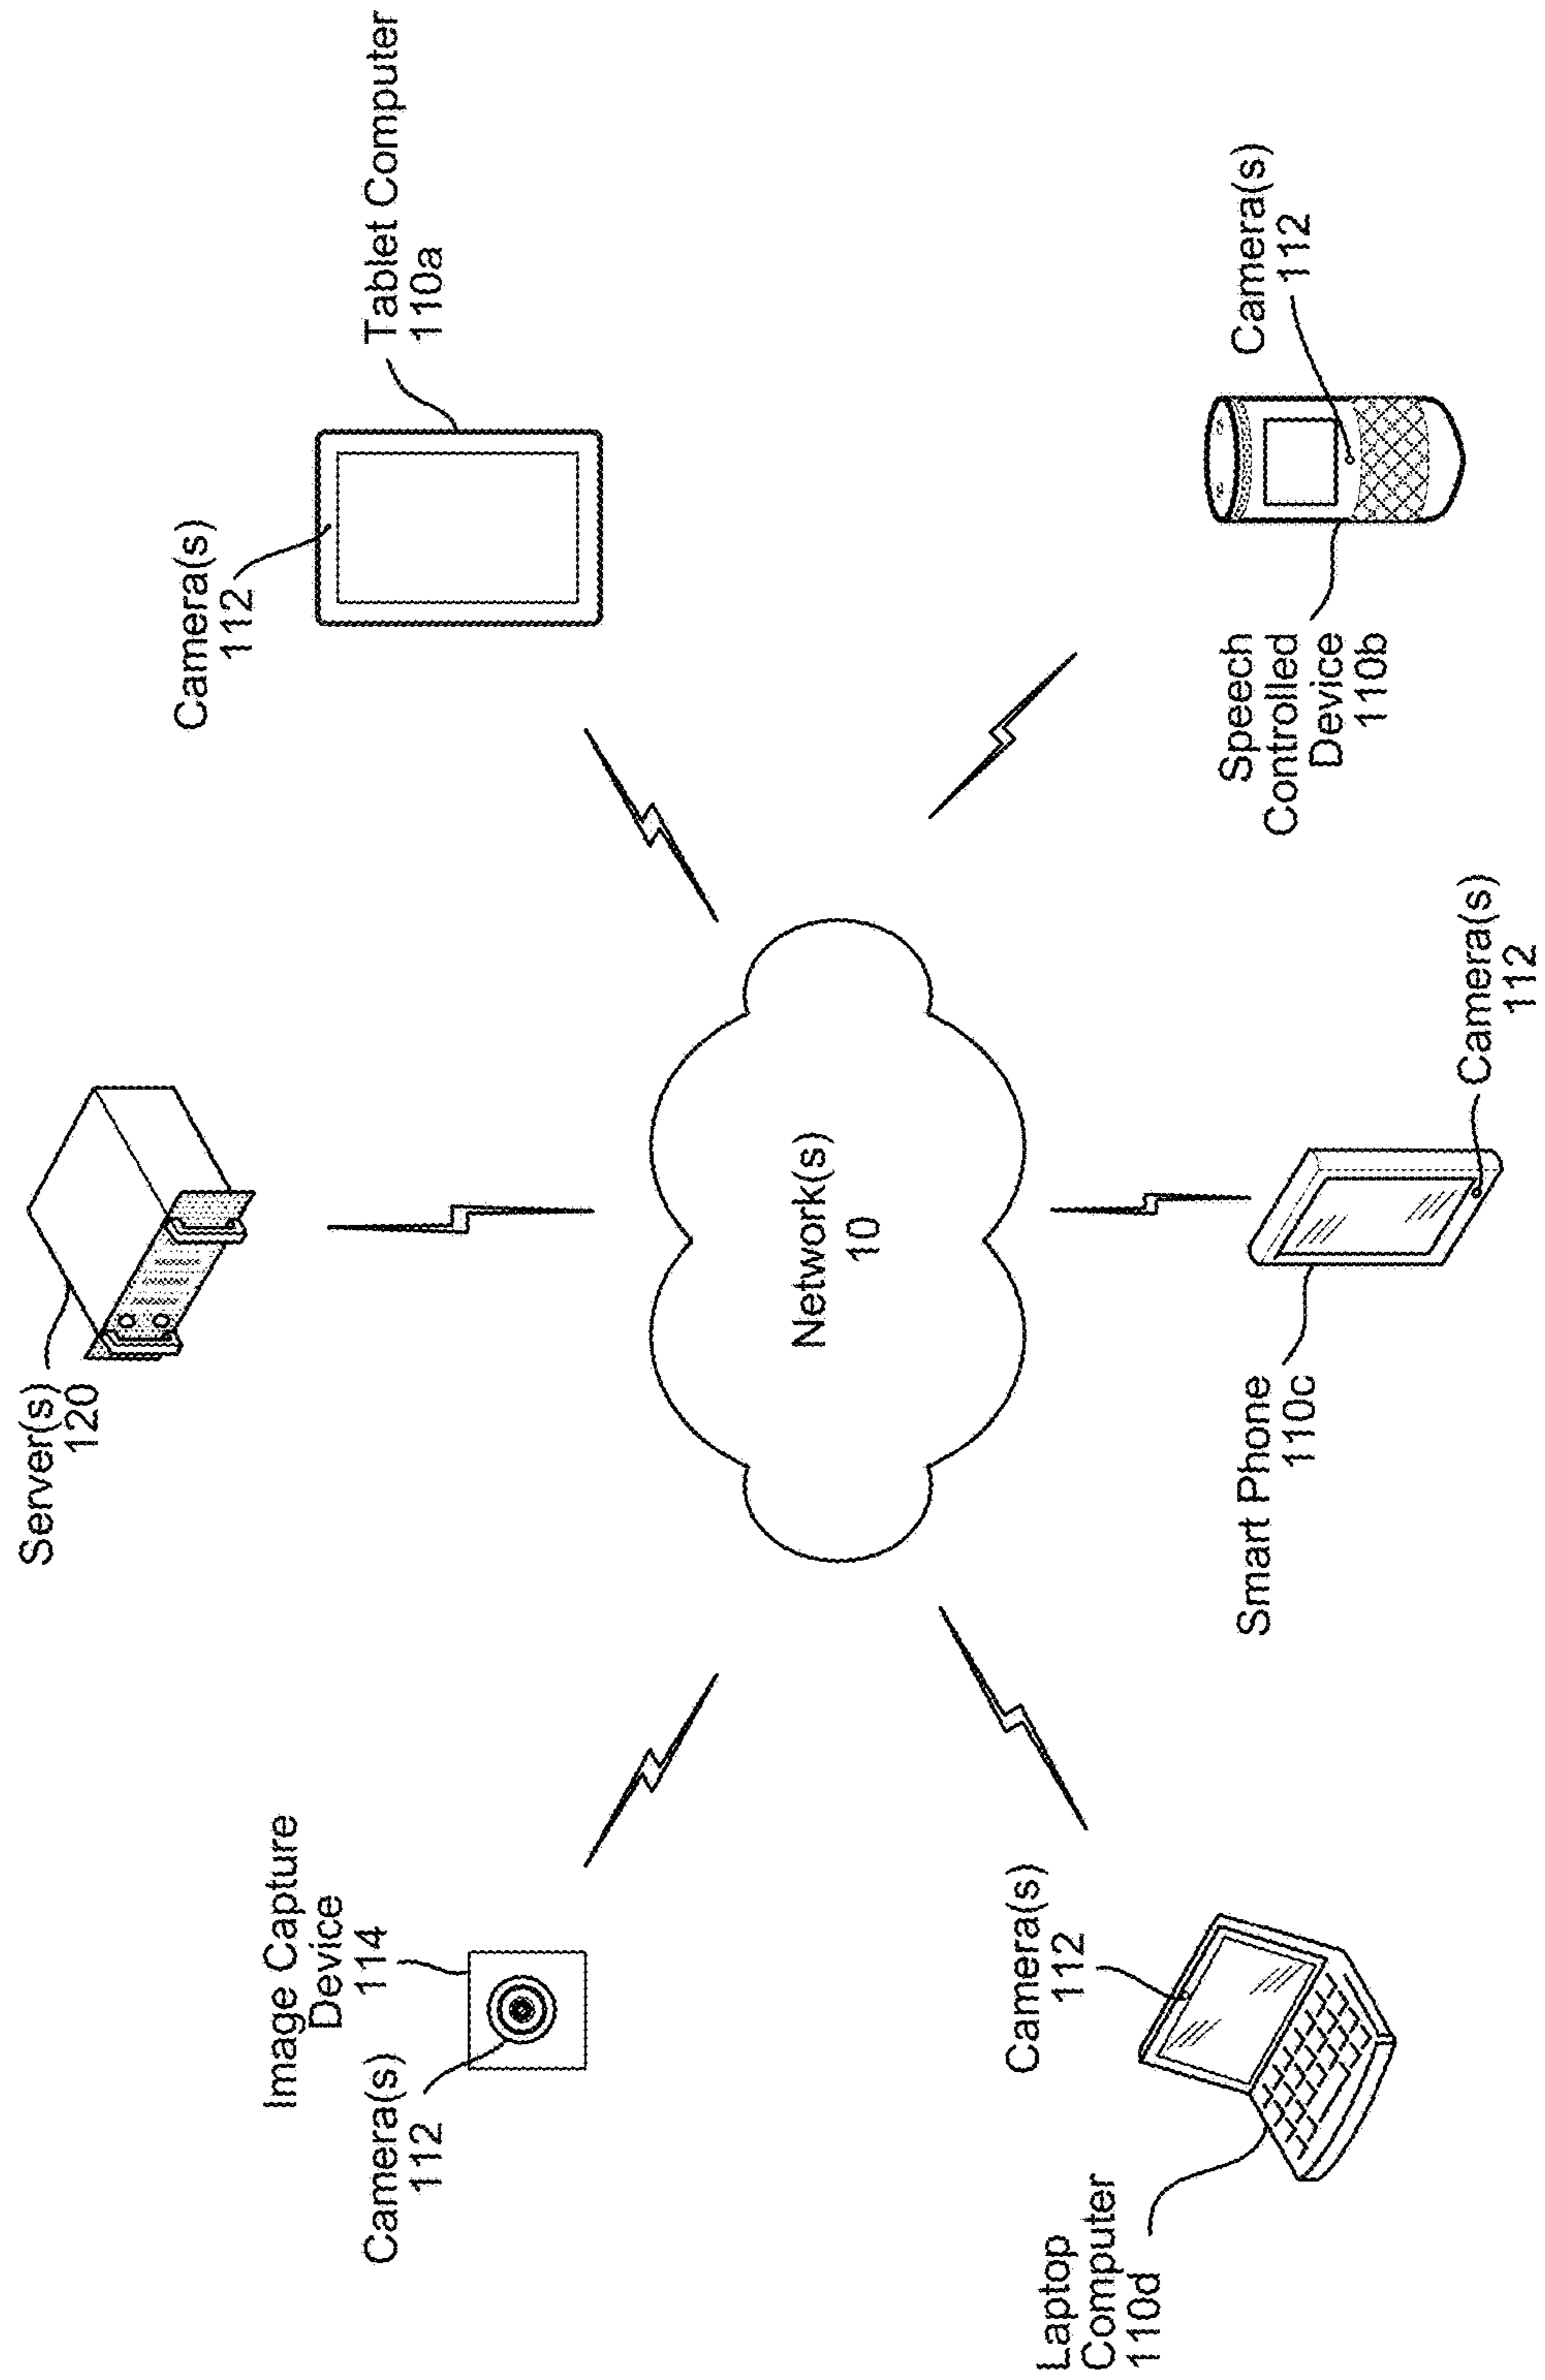 Server(s)
120
Image Capture
Device
114
Camera(s)
112
Camera(s)
112
Tablet Computer
110a
Network(s)
10
Laptop
Computer
110d
Camera(s)
112
Smart Phone
110c
Camera(s)
112
Speech
Controlled
Device
110b
Camera(s)
112